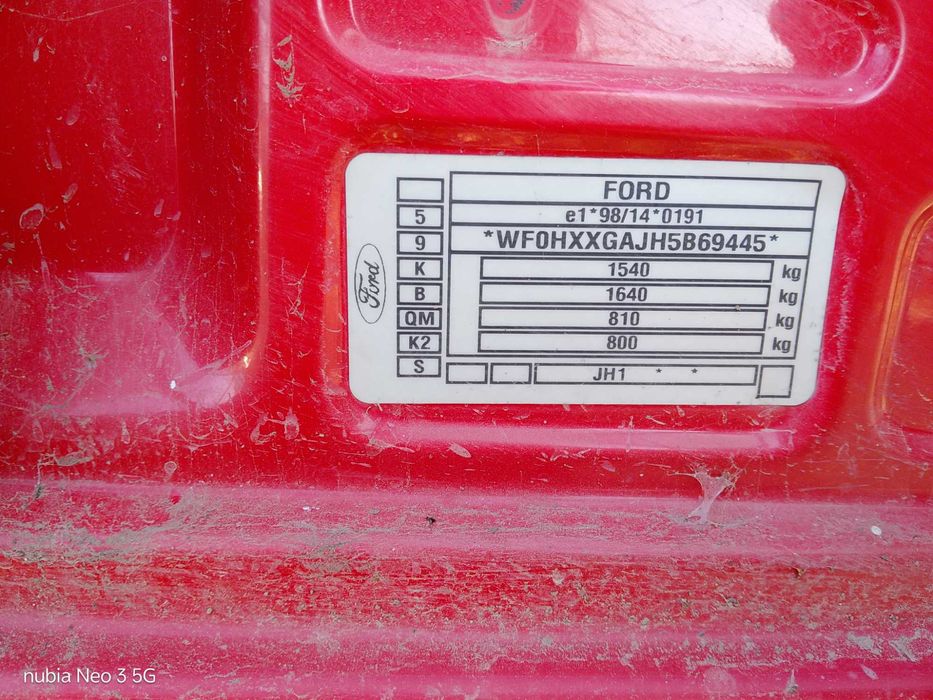 FORD
5 e1*98/14*0191
9 *WF0HXXGAJH5B69445*
K 1540 kg
B 1640 kg
QM 810 kg
K2 800 kg
S JH1 * *
Ford
nubia Neo 3 5G